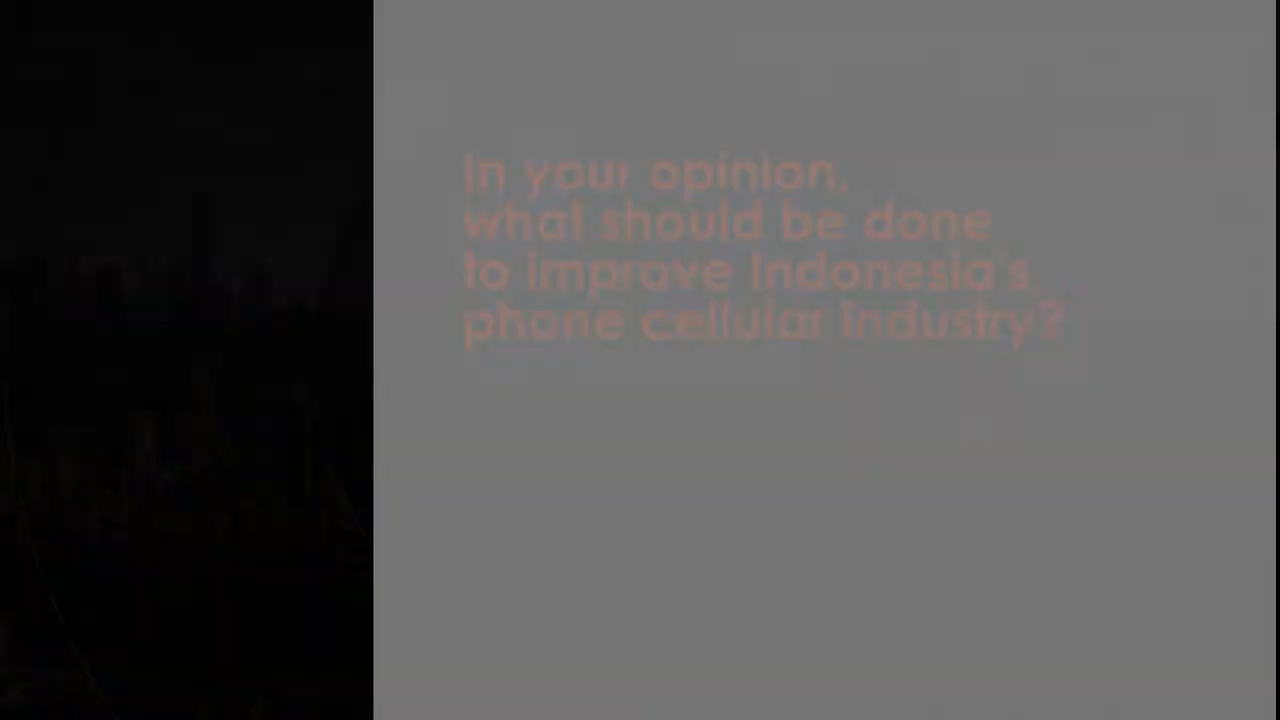 In your opinion,
what should be done
to improve Indonesia's
phone cellular industry?